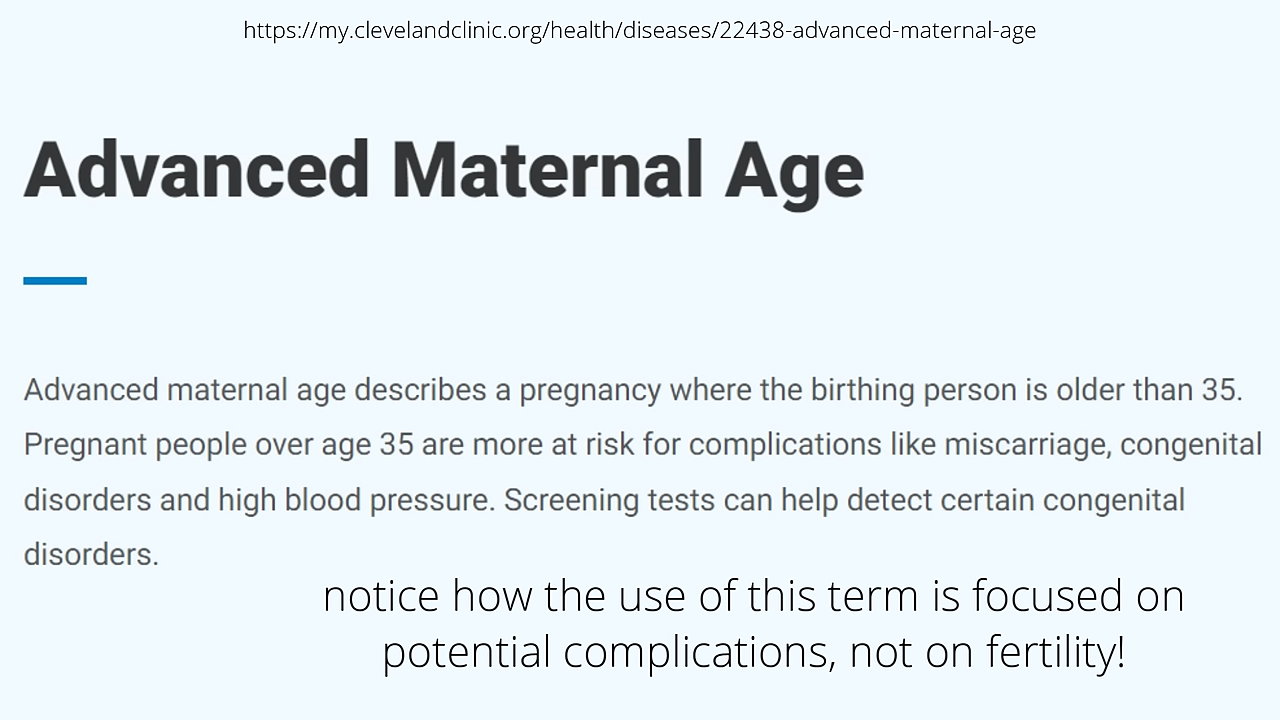 https://my.clevelandclinic.org/health/diseases/22438-advanced-maternal-age
Advanced Maternal Age
Advanced maternal age describes a pregnancy where the birthing person is older than 35.
Pregnant people over age 35 are more at risk for complications like miscarriage, congenital
disorders and high blood pressure. Screening tests can help detect certain congenital
disorders.
notice how the use of this term is focused on
potential complications, not on fertility!